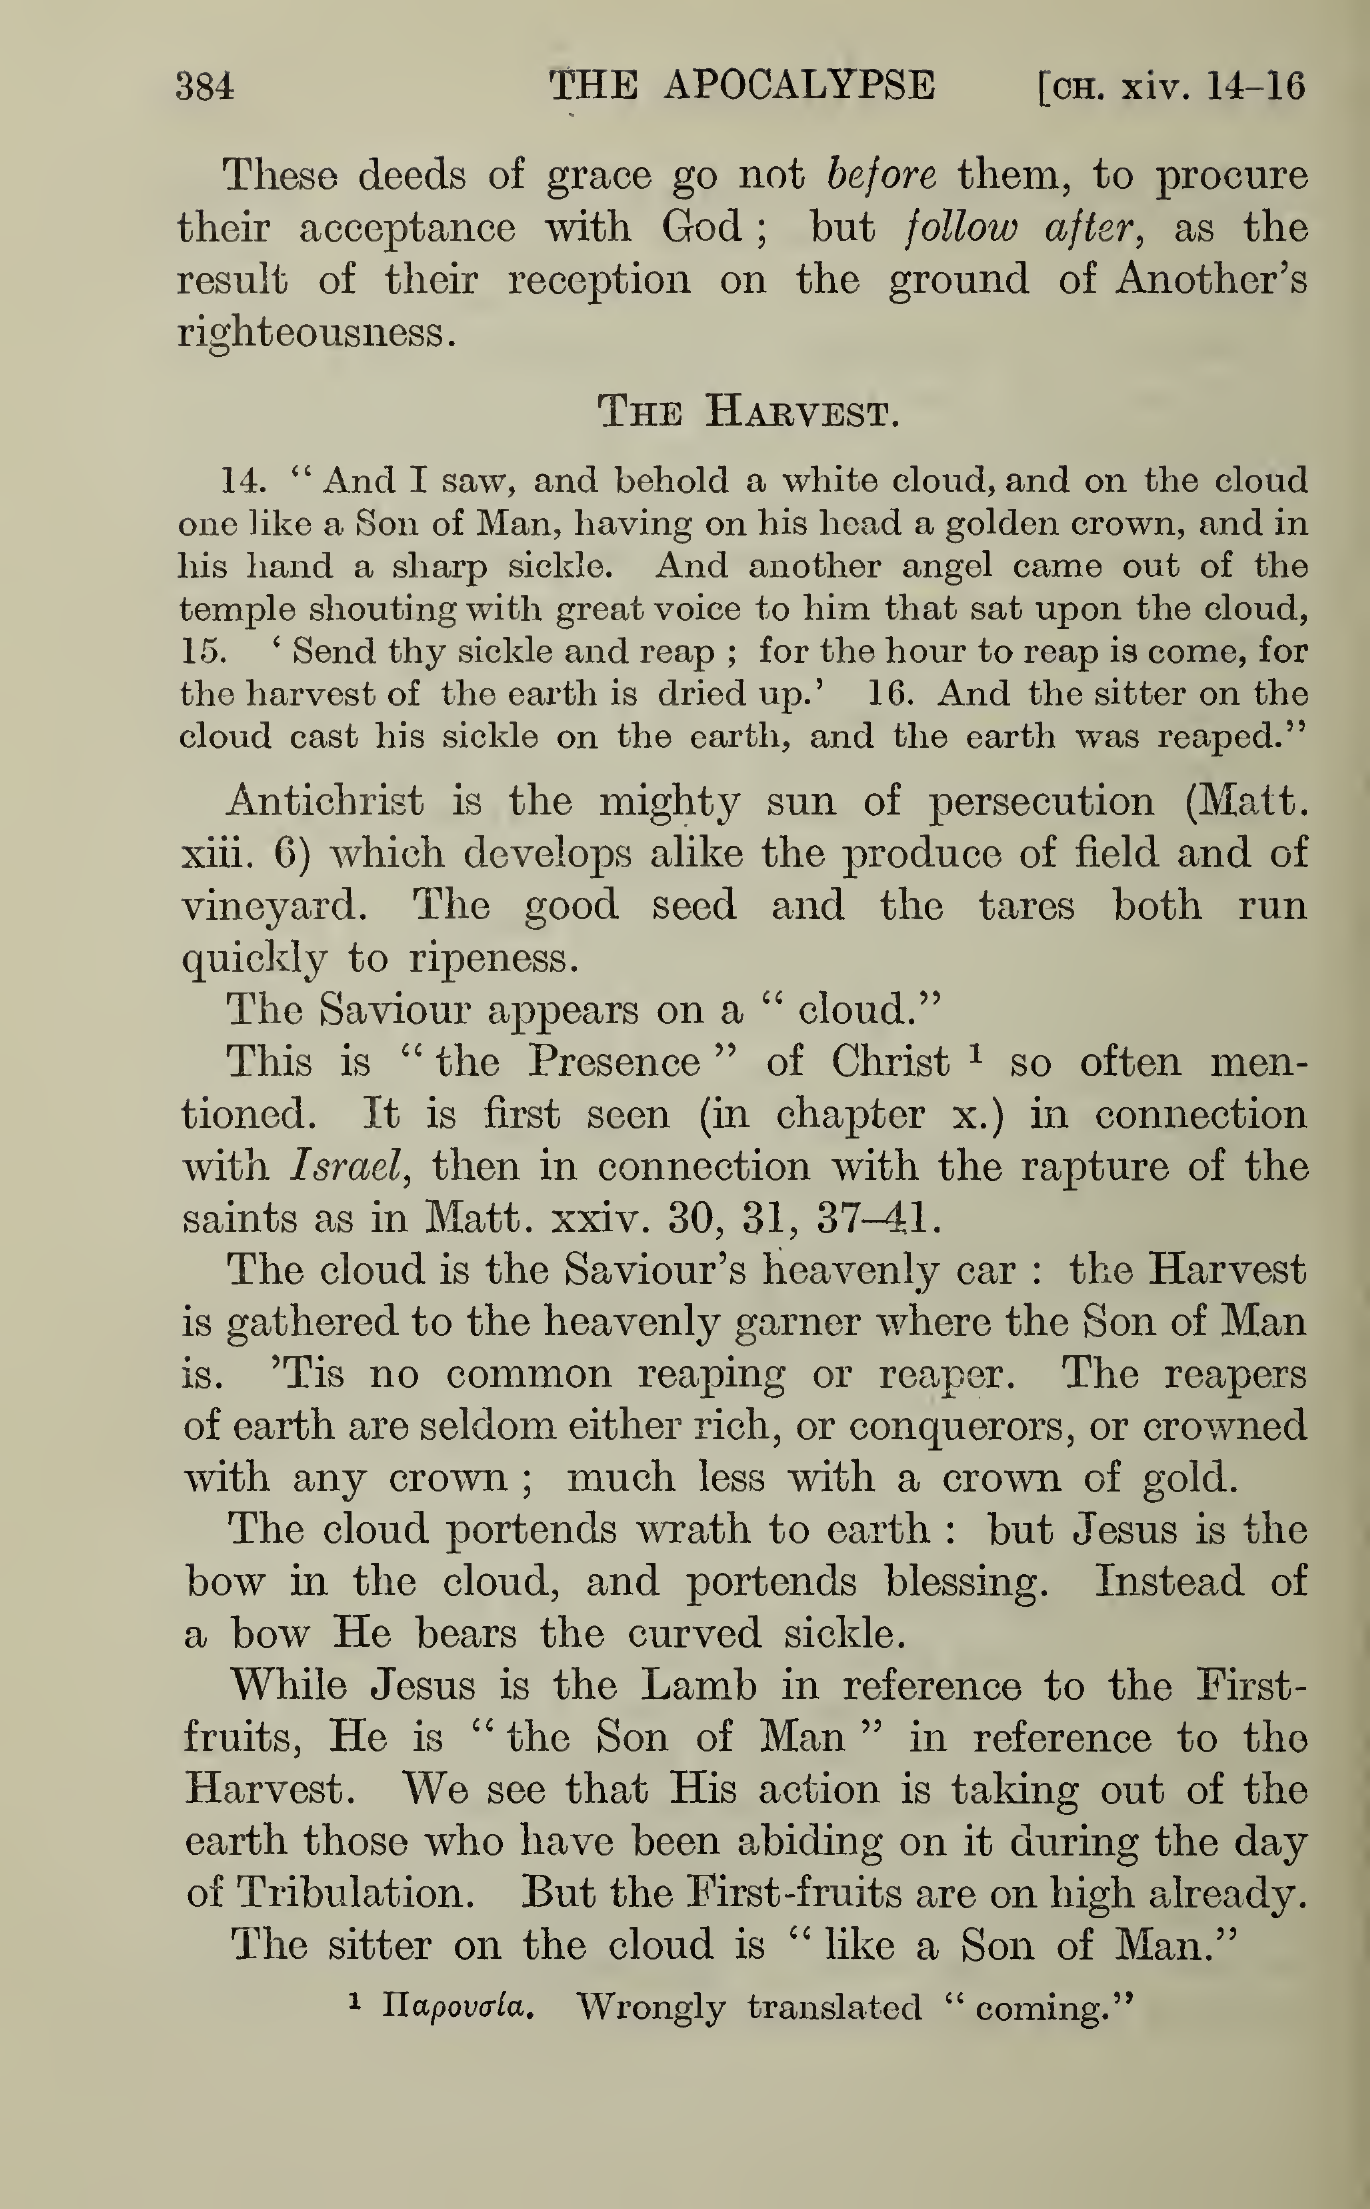 384 THE APOCALYPSE [CH. xiv. 14–16
These deeds of grace go not before them, to procure
their acceptance with God ; but follow after, as the
result of their reception on the ground of Another’s
righteousness.
THE HARVEST.
14. “ And I saw, and behold a white cloud, and on the cloud
one like a Son of Man, having on his head a golden crown, and in
his hand a sharp sickle. And another angel came out of the
temple shouting with great voice to him that sat upon the cloud,
15. ‘ Send thy sickle and reap ; for the hour to reap is come, for
the harvest of the earth is dried up.’ 16. And the sitter on the
cloud cast his sickle on the earth, and the earth was reaped.”
Antichrist is the mighty sun of persecution (Matt.
xiii. 6) which develops alike the produce of field and of
vineyard. The good seed and the tares both run
quickly to ripeness.
The Saviour appears on a “ cloud.”
This is “ the Presence ” of Christ ¹ so often men-
tioned. It is first seen (in chapter x.) in connection
with Israel, then in connection with the rapture of the
saints as in Matt. xxiv. 30, 31, 37–41.
The cloud is the Saviour’s heavenly car : the Harvest
is gathered to the heavenly garner where the Son of Man
is. ’Tis no common reaping or reaper. The reapers
of earth are seldom either rich, or conquerors, or crowned
with any crown ; much less with a crown of gold.
The cloud portends wrath to earth : but Jesus is the
bow in the cloud, and portends blessing. Instead of
a bow He bears the curved sickle.
While Jesus is the Lamb in reference to the First-
fruits, He is “ the Son of Man ” in reference to the
Harvest. We see that His action is taking out of the
earth those who have been abiding on it during the day
of Tribulation. But the First-fruits are on high already.
The sitter on the cloud is “ like a Son of Man.”
¹ Παρουσία. Wrongly translated “ coming.”